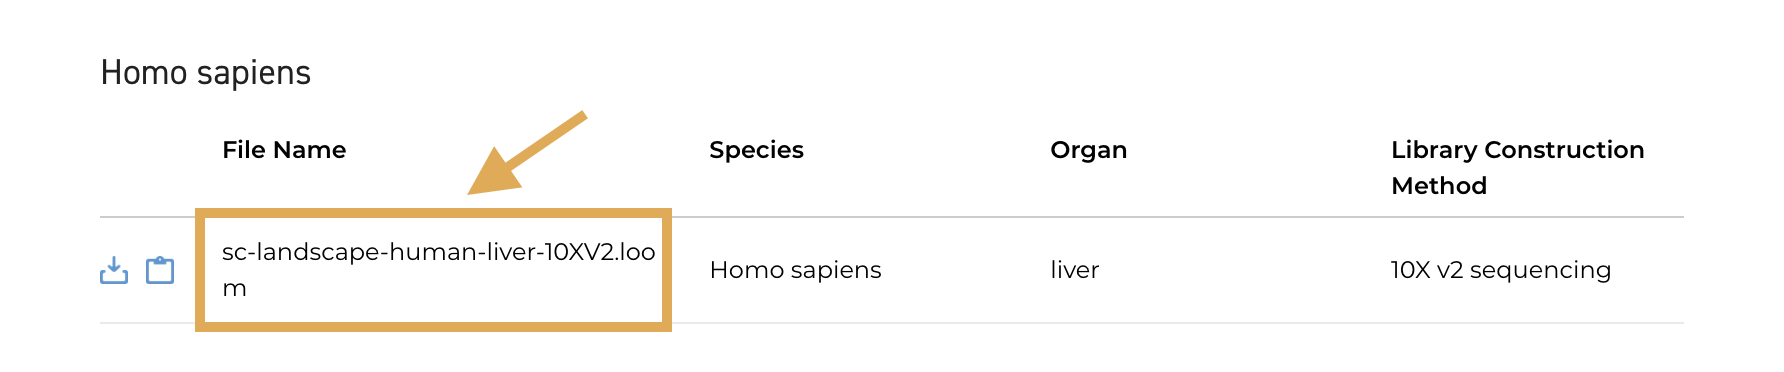 Homo sapiens
File Name Species Organ Library Construction
Method
sc-landscape-human-liver-10XV2.loo
m
Homo sapiens liver 10X v2 sequencing